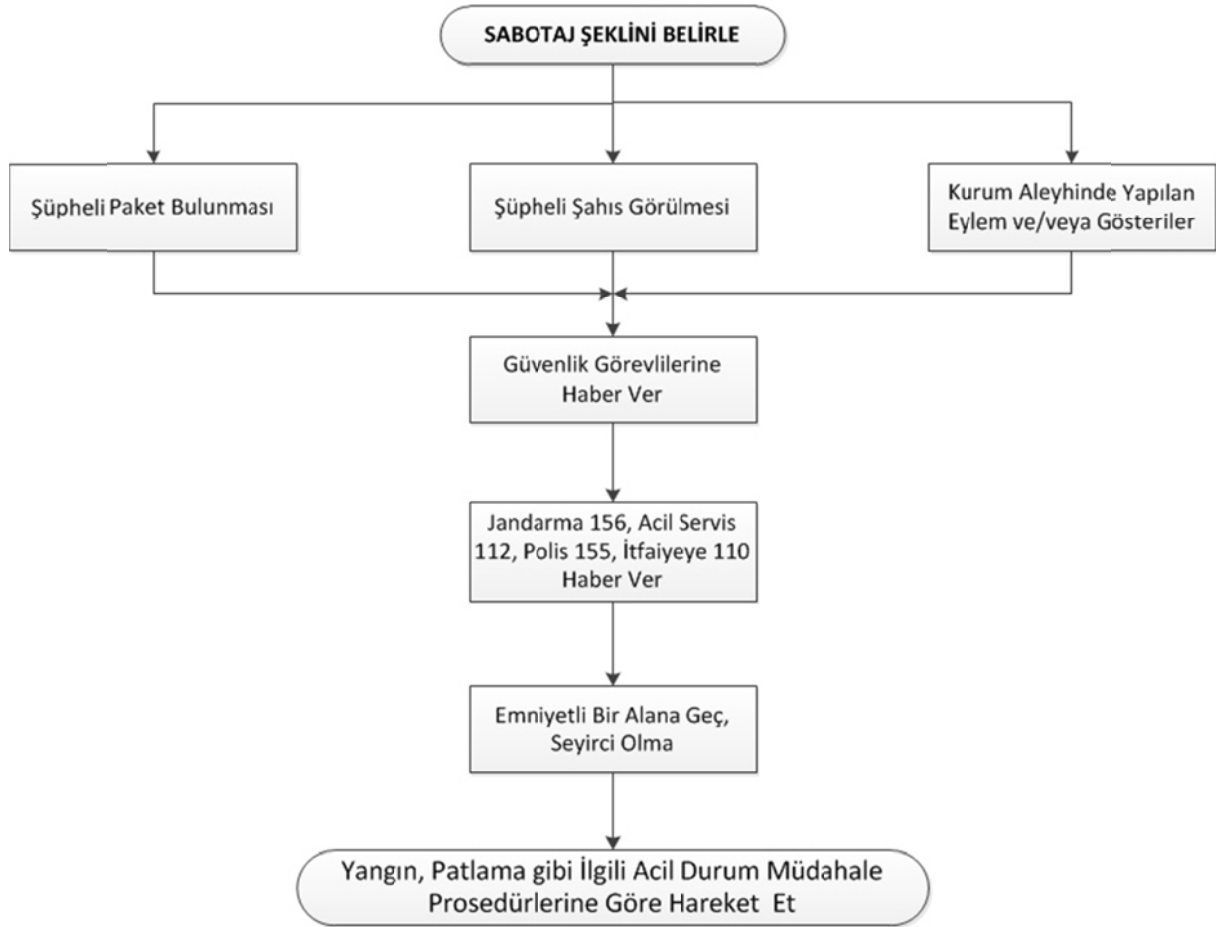 SABOTAJ ŞEKLİNİ BELİRLE
Şüpheli Paket Bulunması
Şüpheli Şahıs Görülmesi
Kurum Aleyhinde Yapılan
Eylem ve/veya Gösteriler
Güvenlik Görevlilerine
Haber Ver
Jandarma 156, Acil Servis
112, Polis 155, İtfaiyeye 110
Haber Ver
Emniyetli Bir Alana Geç,
Seyirci Olma
Yangın, Patlama gibi İlgili Acil Durum Müdahale
Prosedürlerine Göre Hareket Et